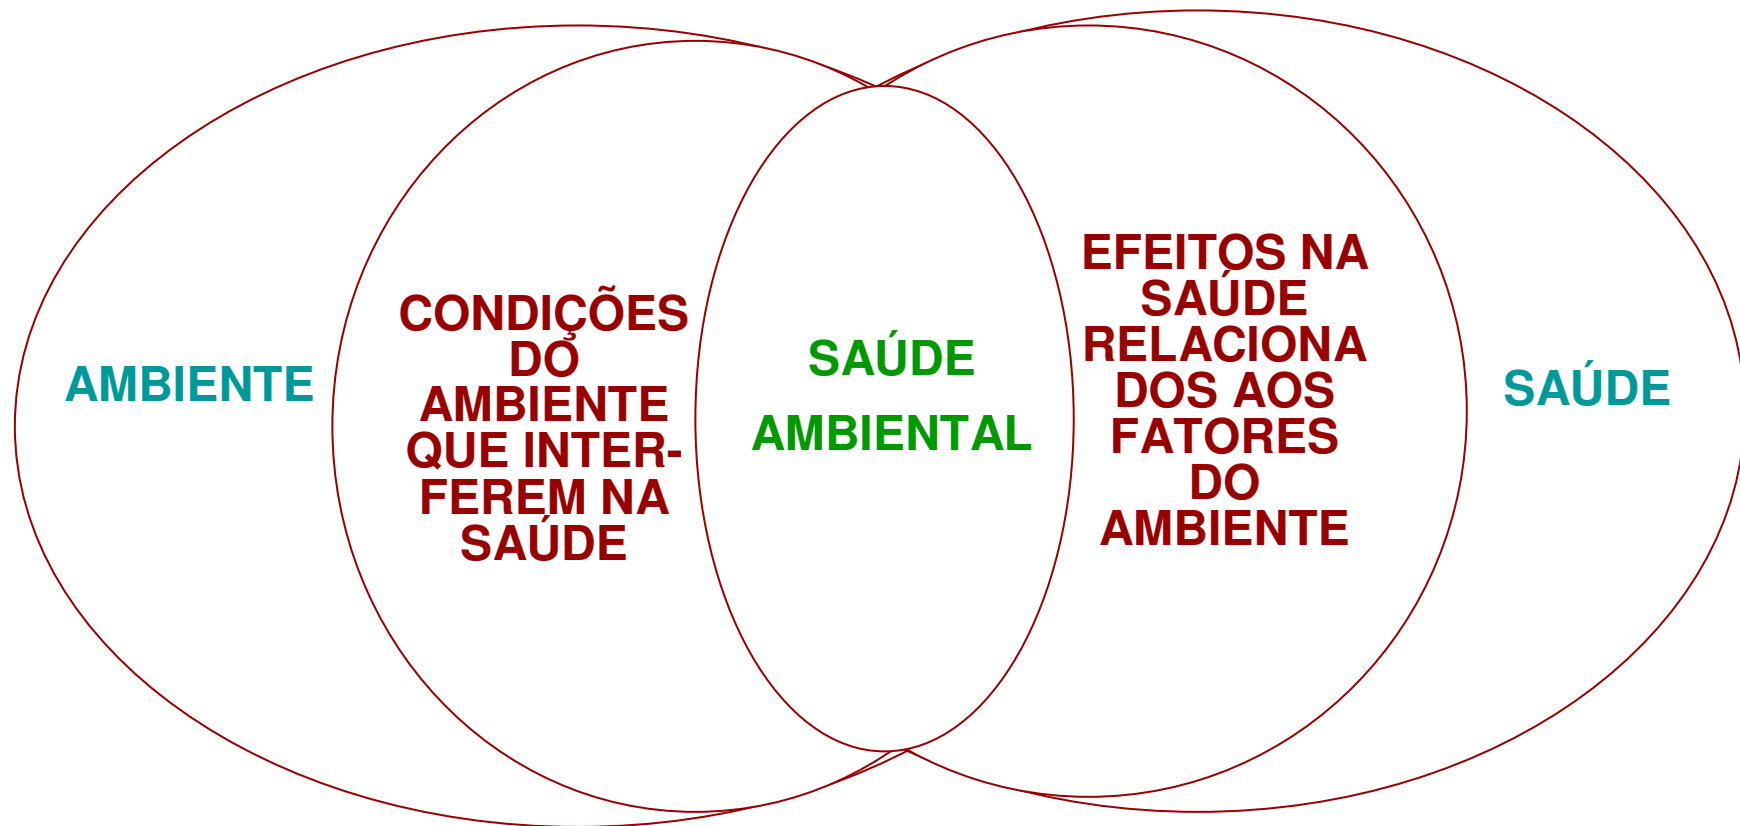 AMBIENTE
CONDIÇÕES
DO
AMBIENTE
QUE INTER-
FEREM NA
SAÚDE
SAÚDE
AMBIENTAL
EFEITOS NA
SAÚDE
RELACIONA
DOS AOS
FATORES
DO
AMBIENTE
SAÚDE